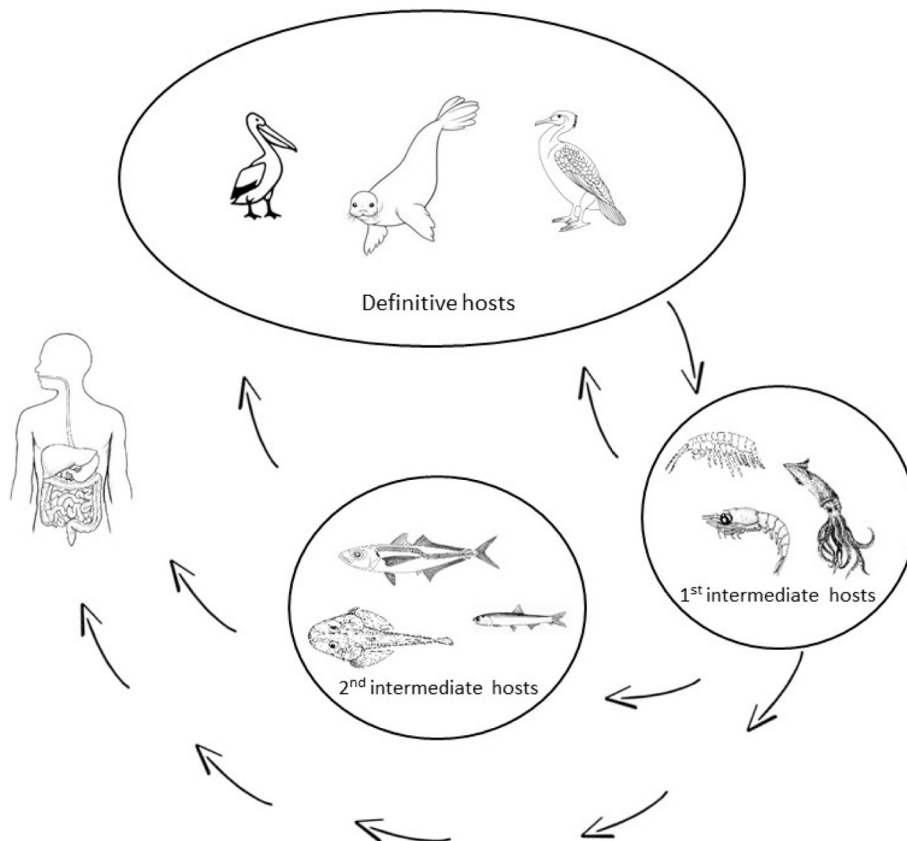 Definitive hosts
1st intermediate hosts
2nd intermediate hosts